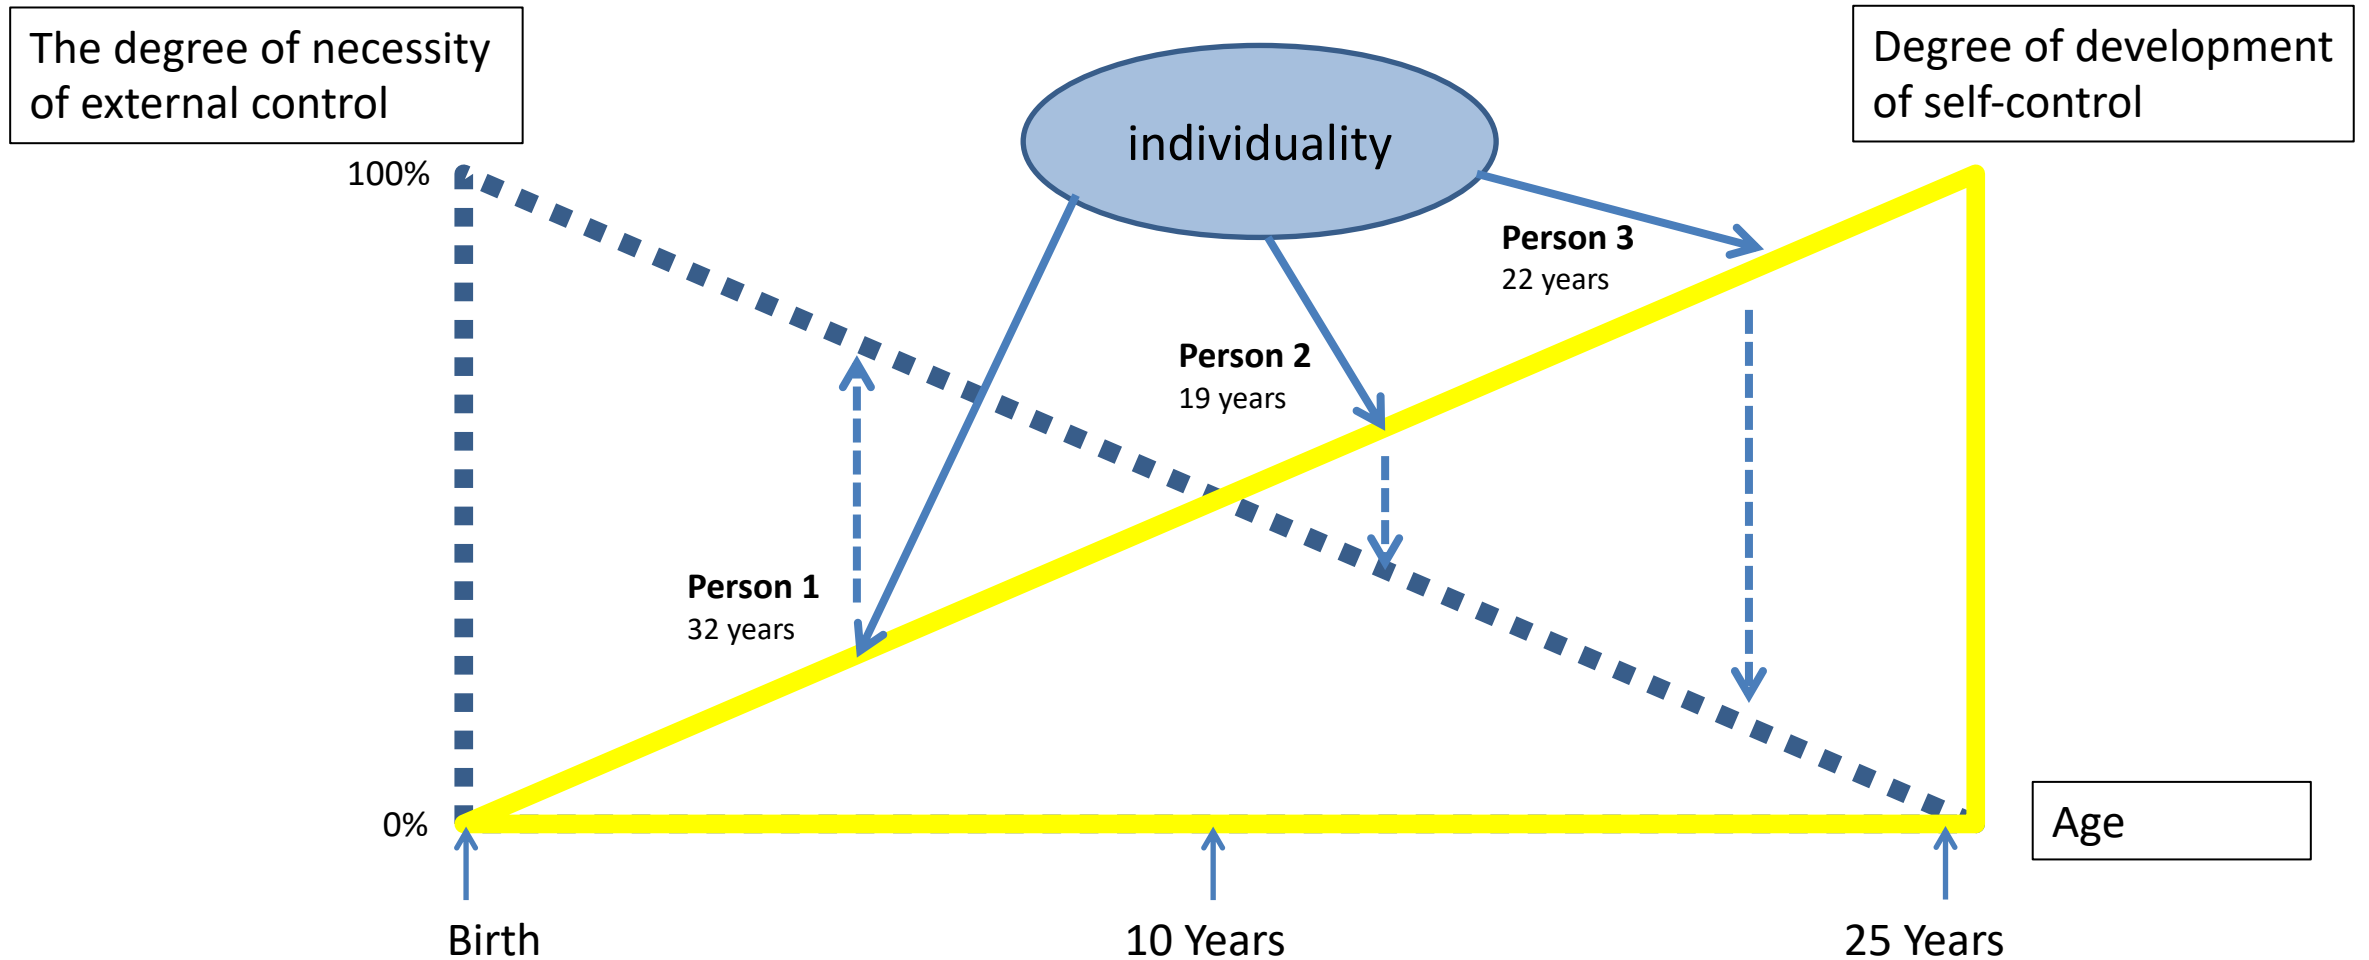 The degree of necessity
of external control
Degree of development
of self-control
individuality
100%
Person 3
22 years
Person 2
19 years
Person 1
32 years
0%
Age
Birth
10 Years
25 Years